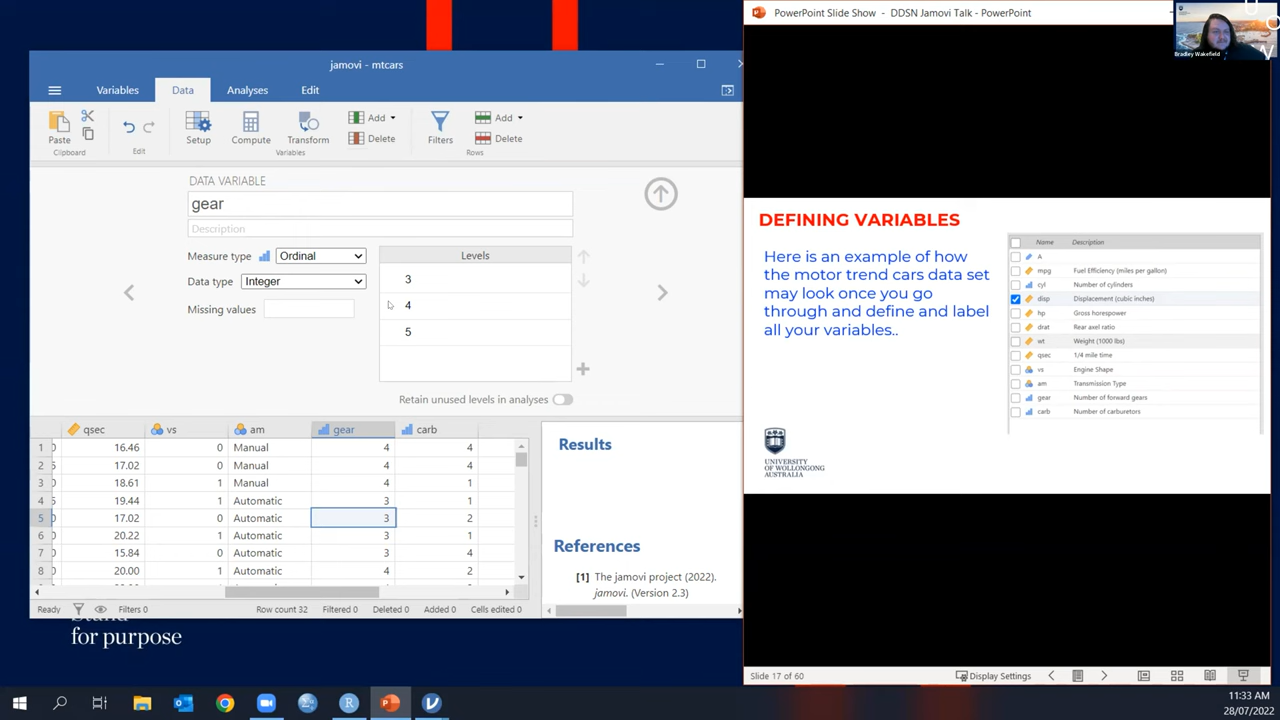 jamovi - mtcars
Variables
Data
Analyses
Edit
Paste
Clipboard
Edit
Setup
Compute
Transform
Add
Delete
Variables
Filters
Add
Delete
Rows
DATA VARIABLE
gear
Description
Measure type
Ordinal
Data type
Integer
Missing values
Levels
3
4
5
Retain unused levels in analyses
qsec vs am gear carb
1 16.46 0 Manual 4 4
2 17.02 0 Manual 4 4
3 18.61 1 Manual 4 1
4 19.44 1 Automatic 3 1
5 17.02 0 Automatic 3 2
6 20.22 1 Automatic 3 1
7 15.84 0 Automatic 3 4
8 20.00 1 Automatic 4 2
Ready Filters 0 Row count 32 Filtered 0 Deleted 0 Added 0 Cells edited 0
Results
References
[1] The jamovi project (2022).
jamovi. (Version 2.3)
for purpose
PowerPoint Slide Show - DDSN Jamovi Talk - PowerPoint
Bradley Wakefield
DEFINING VARIABLES
Here is an example of how
the motor trend cars data set
may look once you go
through and define and label
all your variables..
Name Description
A
mpg Fuel Efficiency (miles per gallon)
cyl Number of cylinders
disp Displacement (cubic inches)
hp Gross horespower
drat Rear axel ratio
wt Weight (1000 lbs)
qsec 1/4 mile time
vs Engine Shape
am Transmission Type
gear Number of forward gears
carb Number of carburetors
UNIVERSITY
OF WOLLONGONG
AUSTRALIA
Slide 17 of 60
Display Settings
11:33 AM
28/07/2022